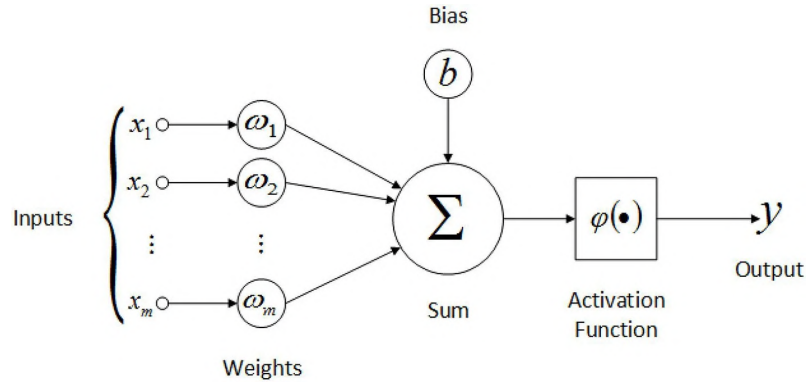 Bias
b
x₁ ω₁
x₂ ω₂
Inputs
⋮ ⋮
Σ
φ(•)
y
Output
xₘ ωₘ
Sum
Activation
Function
Weights